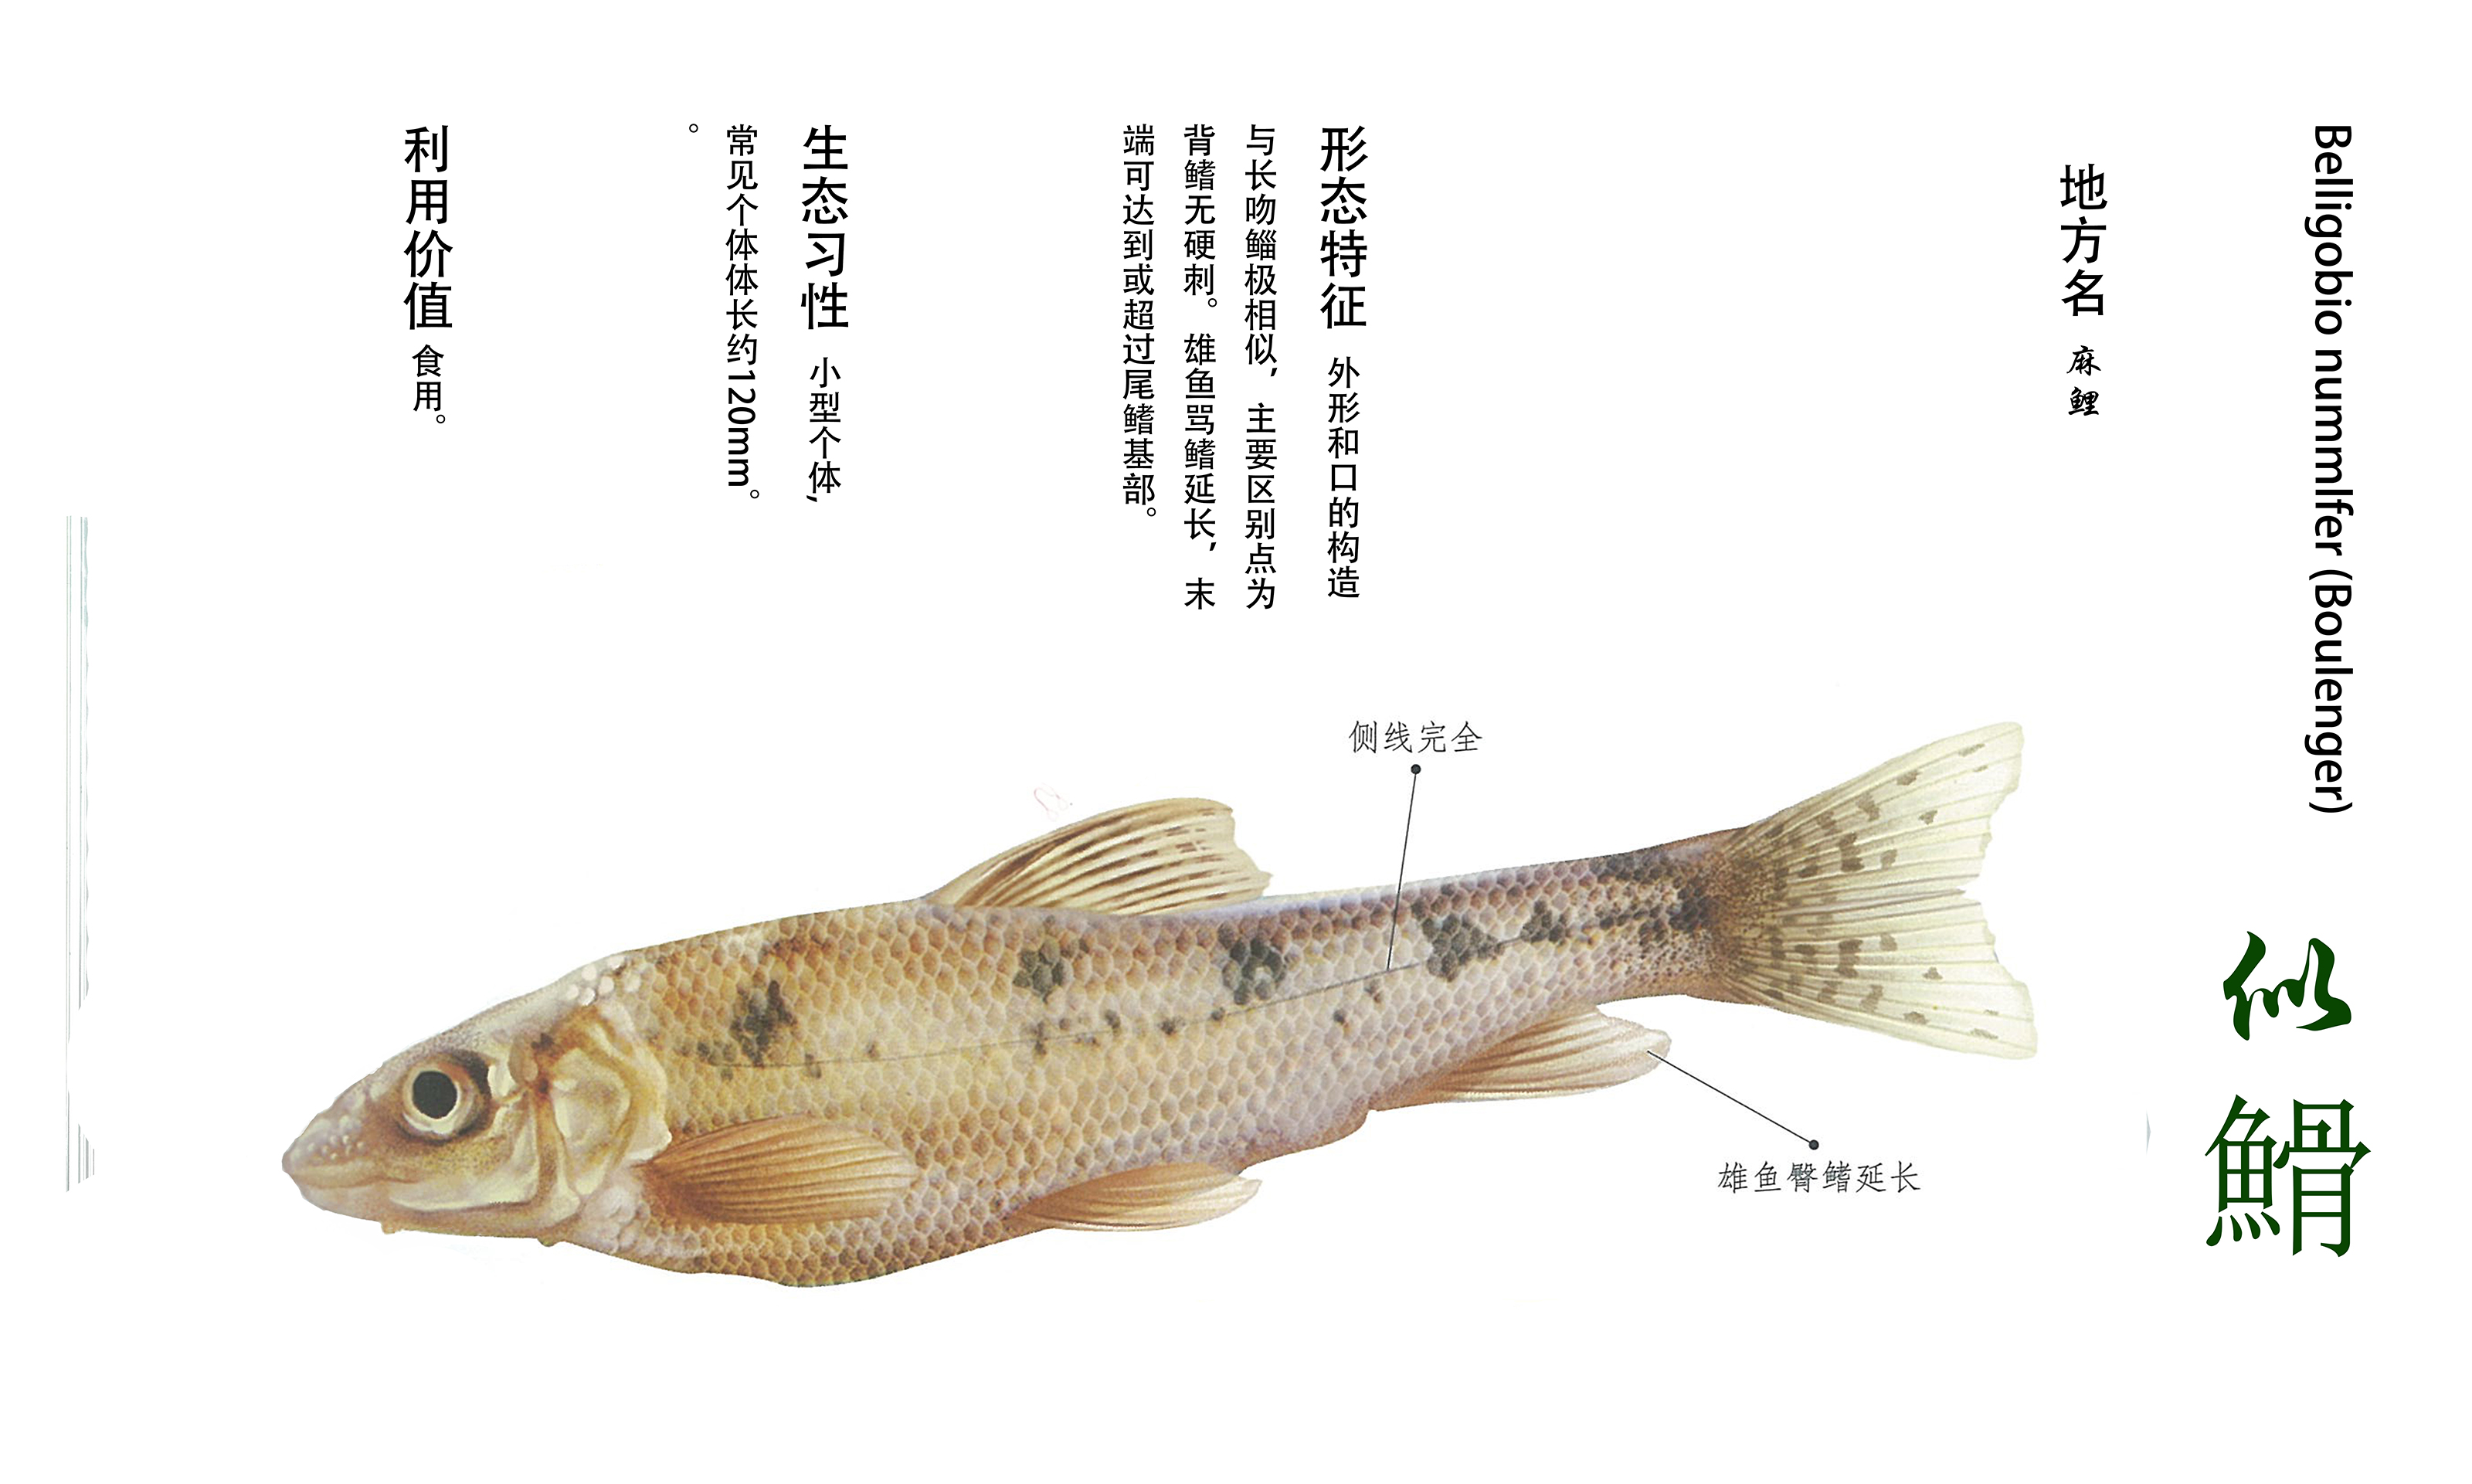 Belligobio nummlfer (Boulenger)
似鮹
地方名 麻鲤
形态特征 外形和口的构造
与长吻鲻极相似，主要区别点为
背鳍无硬刺。雄鱼骂鳍延长，末
端可达到或超过尾鳍基部。
生态习性 小型个体，
常见个体体长约120mm。
。
利用价值 食用。
侧线完全
雄鱼臀鳍延长